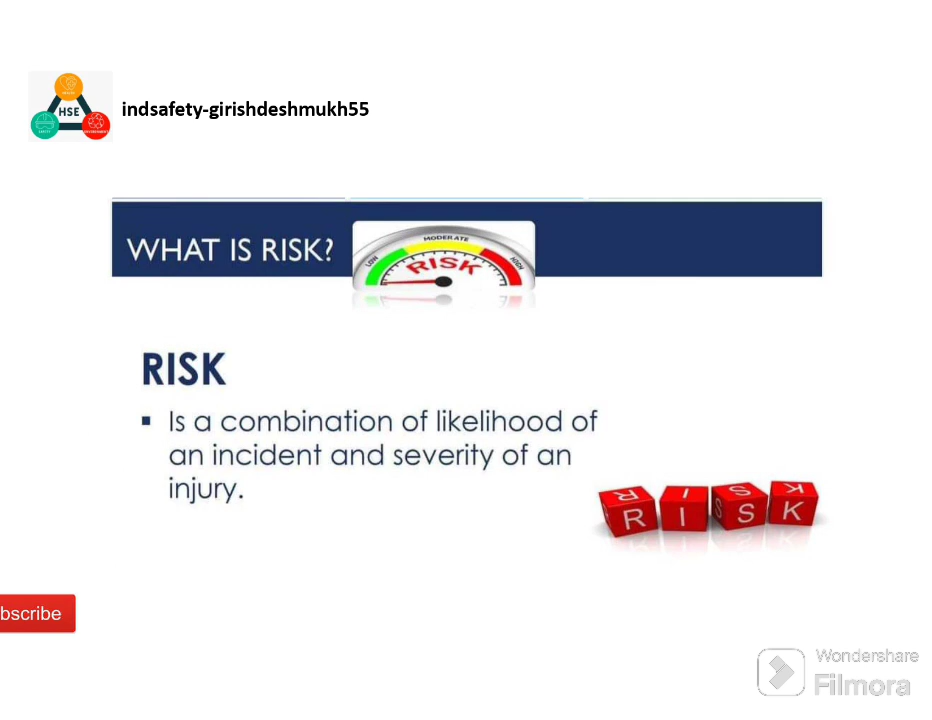 HSE
indsafety-girishdeshmukh55
WHAT IS RISK?
LOW
MODERATE
HIGH
RISK
RISK
▪ Is a combination of likelihood of
an incident and severity of an
injury.
R I S K
R I S S K
bscribe
Wondershare
Filmora